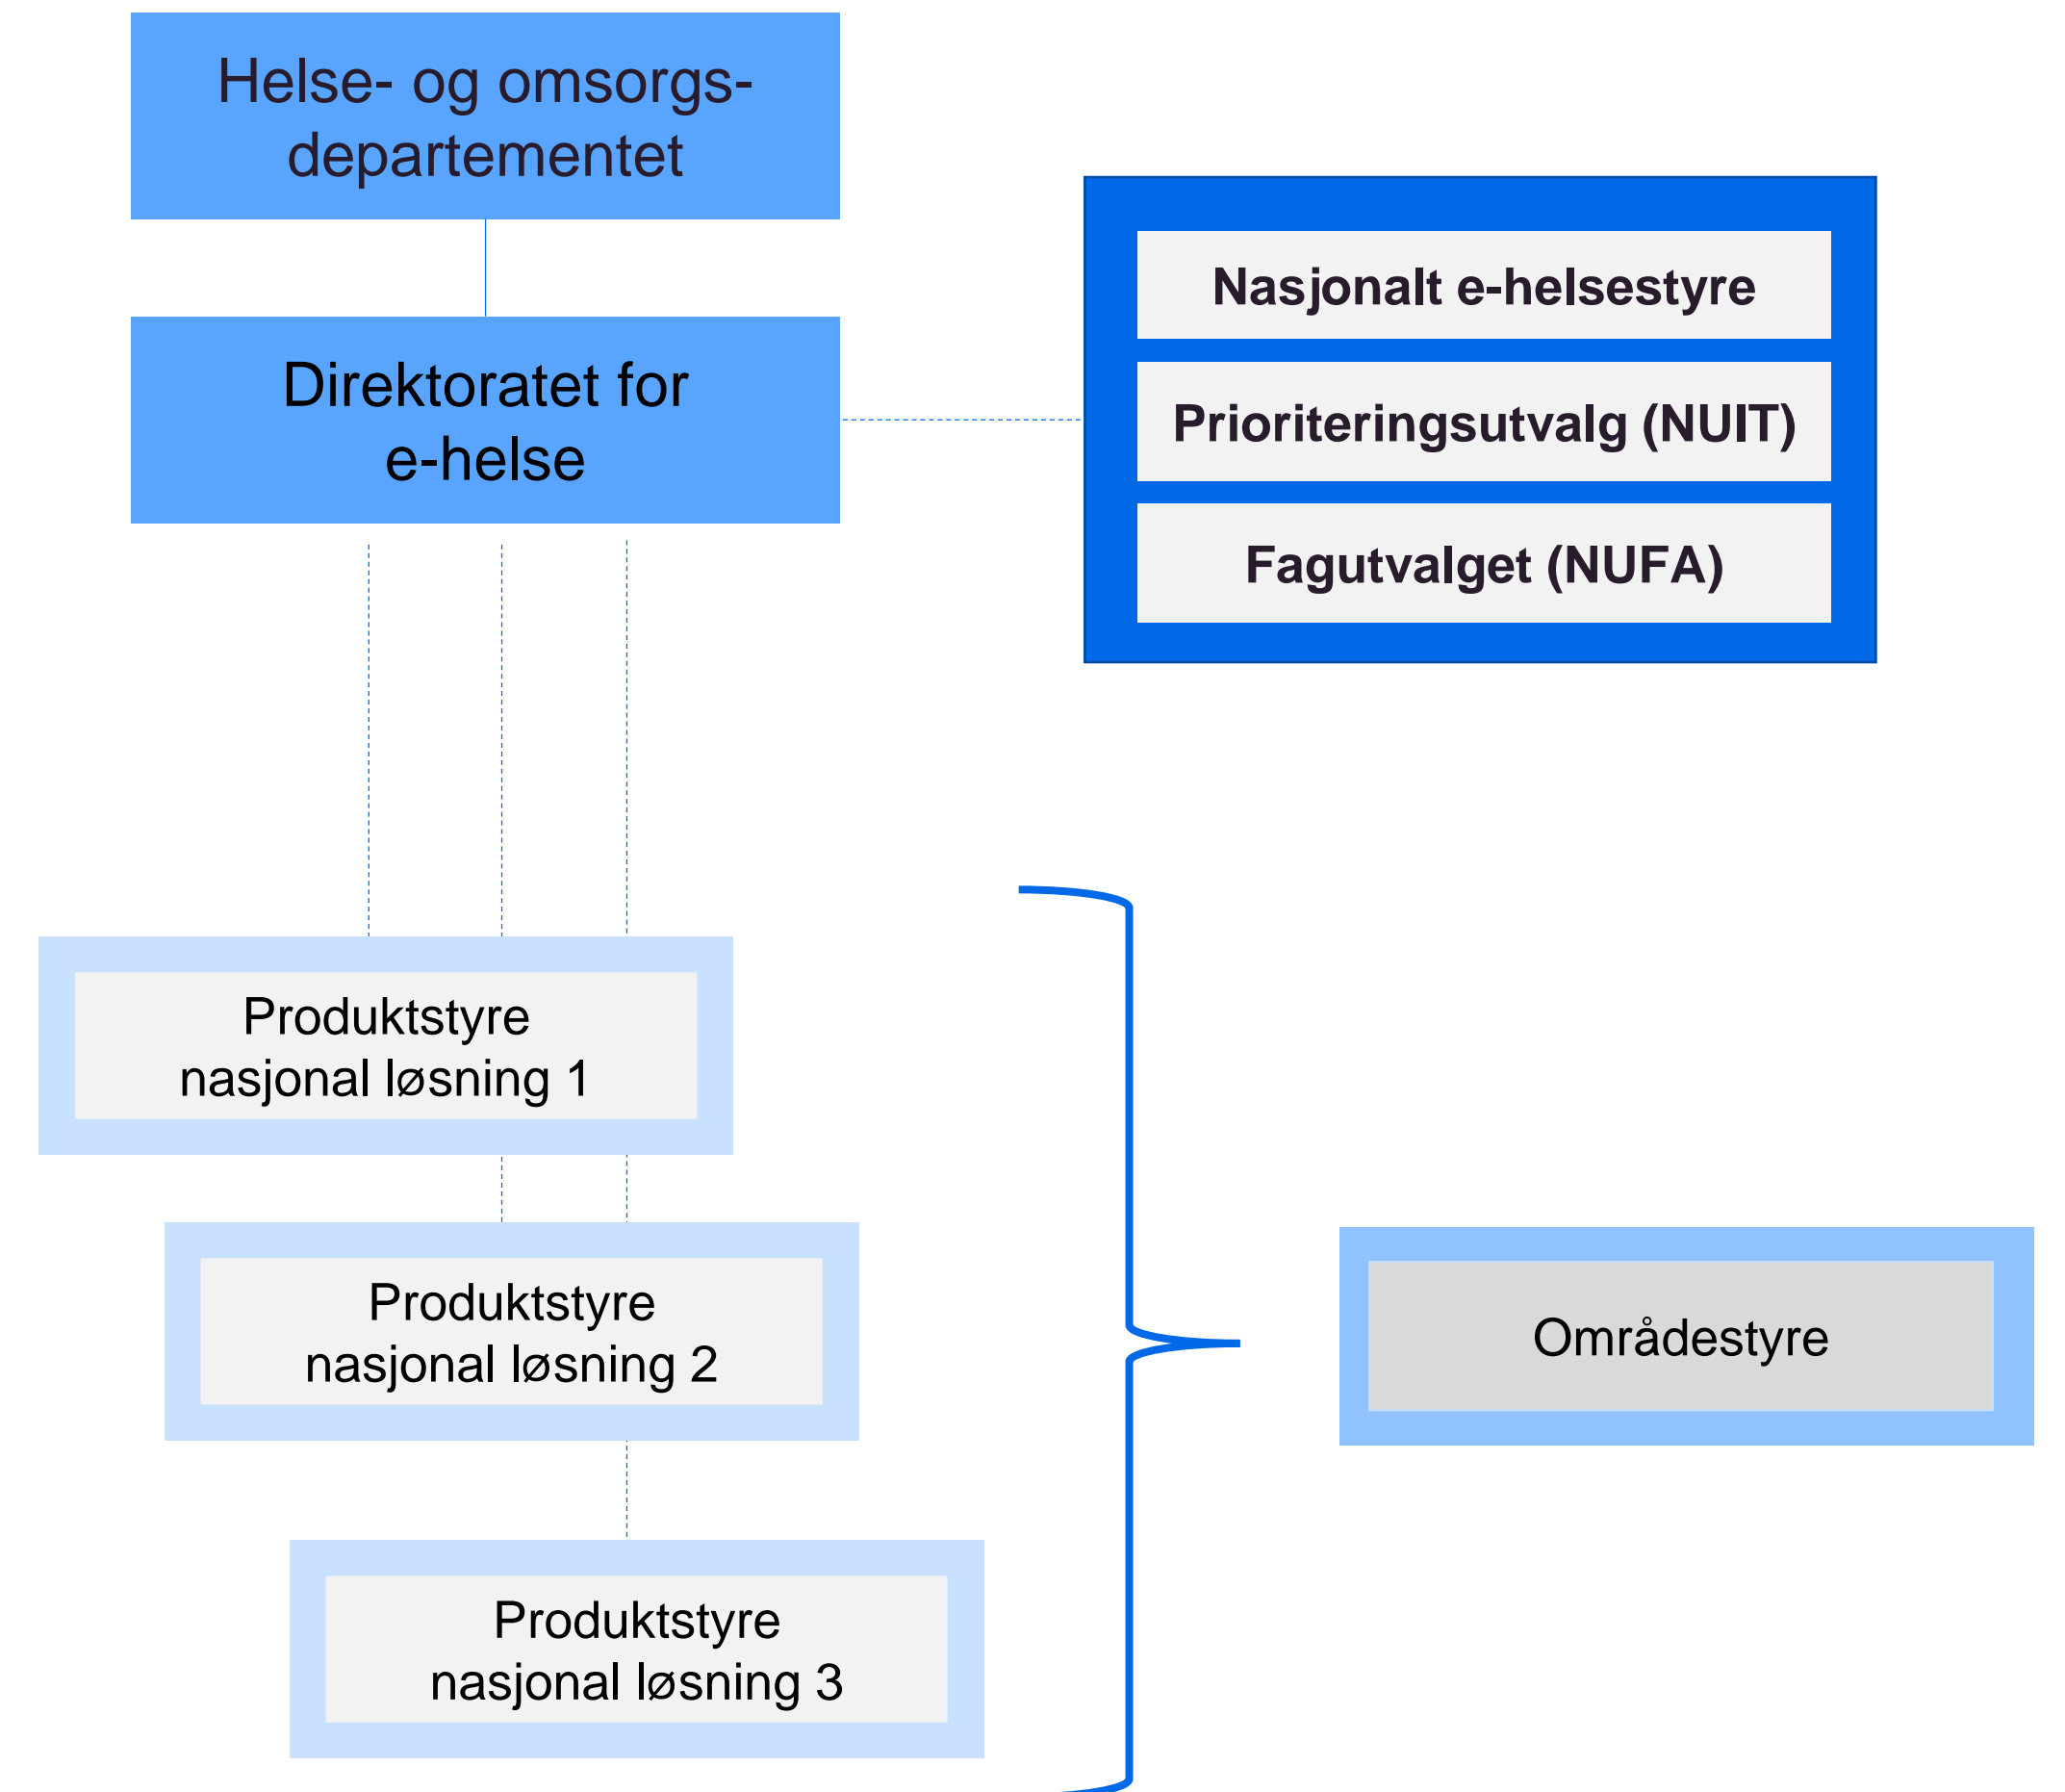 Helse- og omsorgs-
departementet
Direktoratet for
e-helse
Nasjonalt e-helsestyre
Prioriteringsutvalg (NUIT)
Fagutvalget (NUFA)
Produktstyre
nasjonal løsning 1
Produktstyre
nasjonal løsning 2
Produktstyre
nasjonal løsning 3
Områdestyre